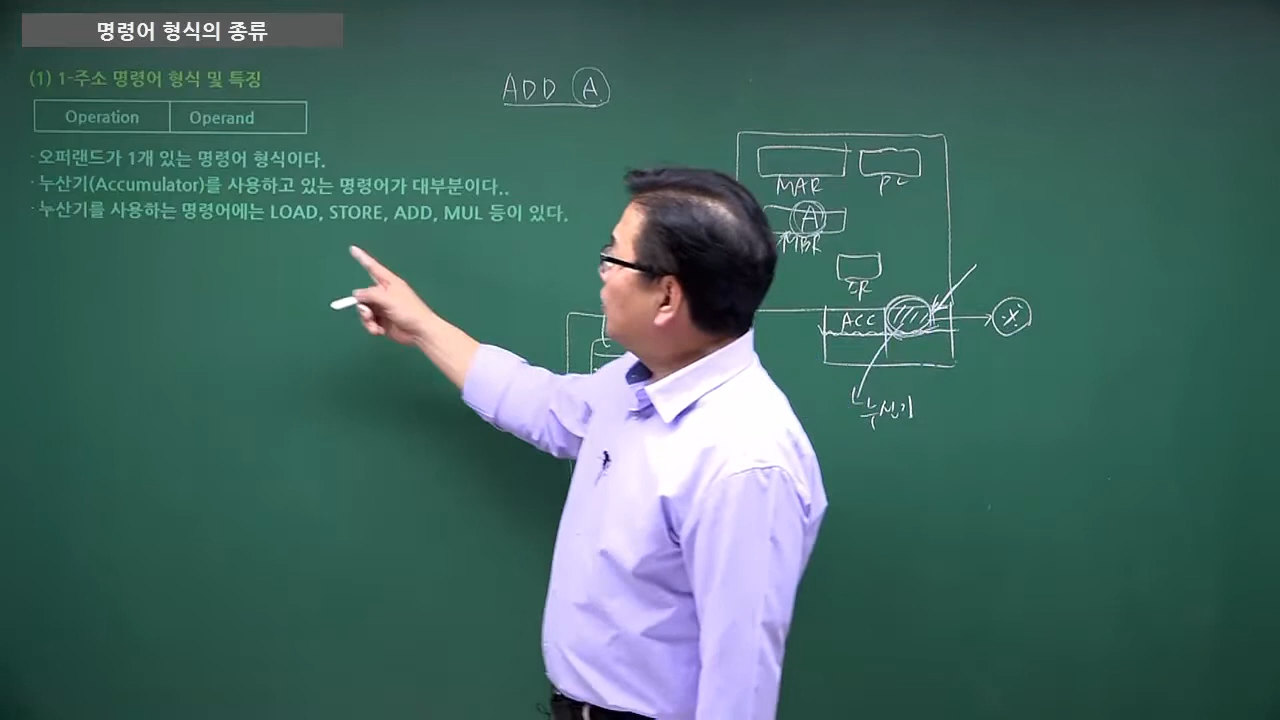 명령어 형식의 종류
(1) 1-주소 명령어 형식 및 특징
Operation Operand
· 오퍼랜드가 1개 있는 명령어 형식이다.
· 누산기(Accumulator)를 사용하고 있는 명령어가 대부분이다..
· 누산기를 사용하는 명령어에는 LOAD, STORE, ADD, MUL 등이 있다.
ADD A
MAR PC
A
MBR
IR
ACC
누산기